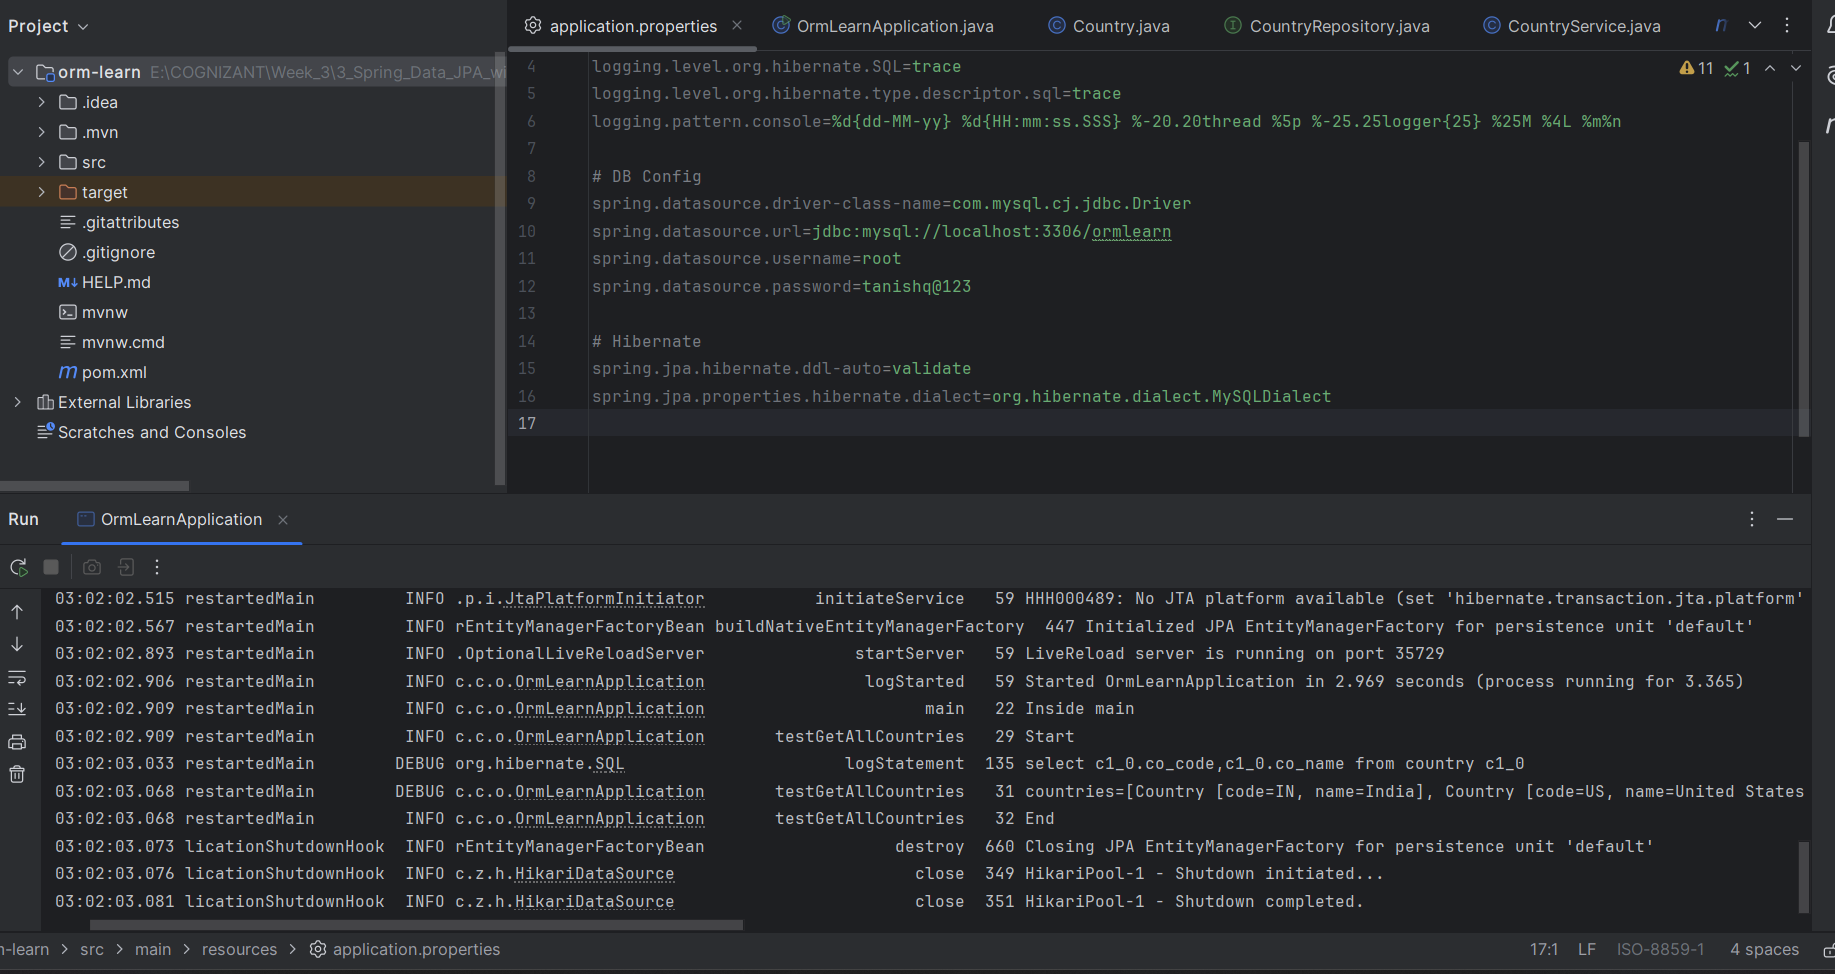 Project
orm-learn E:\COGNIZANT\Week_3\3_Spring_Data_JPA_wi
.idea
.mvn
src
target
.gitattributes
.gitignore
M↓ HELP.md
mvnw
mvnw.cmd
m pom.xml
External Libraries
Scratches and Consoles
application.properties OrmLearnApplication.java Country.java CountryRepository.java CountryService.java
11 1
4 logging.level.org.hibernate.SQL=trace
5 logging.level.org.hibernate.type.descriptor.sql=trace
6 logging.pattern.console=%d{dd-MM-yy} %d{HH:mm:ss.SSS} %-20.20thread %5p %-25.25logger{25} %25M %4L %m%n
7
8 # DB Config
9 spring.datasource.driver-class-name=com.mysql.cj.jdbc.Driver
10 spring.datasource.url=jdbc:mysql://localhost:3306/ormlearn
11 spring.datasource.username=root
12 spring.datasource.password=tanishq@123
13
14 # Hibernate
15 spring.jpa.hibernate.ddl-auto=validate
16 spring.jpa.properties.hibernate.dialect=org.hibernate.dialect.MySQLDialect
17
Run OrmLearnApplication
03:02:02.515 restartedMain INFO .p.i.JtaPlatformInitiator initiateService 59 HHH000489: No JTA platform available (set 'hibernate.transaction.jta.platform'
03:02:02.567 restartedMain INFO rEntityManagerFactoryBean buildNativeEntityManagerFactory 447 Initialized JPA EntityManagerFactory for persistence unit 'default'
03:02:02.893 restartedMain INFO .OptionalLiveReloadServer startServer 59 LiveReload server is running on port 35729
03:02:02.906 restartedMain INFO c.c.o.OrmLearnApplication logStarted 59 Started OrmLearnApplication in 2.969 seconds (process running for 3.365)
03:02:02.909 restartedMain INFO c.c.o.OrmLearnApplication main 22 Inside main
03:02:02.909 restartedMain INFO c.c.o.OrmLearnApplication testGetAllCountries 29 Start
03:02:03.033 restartedMain DEBUG org.hibernate.SQL logStatement 135 select c1_0.co_code,c1_0.co_name from country c1_0
03:02:03.068 restartedMain DEBUG c.c.o.OrmLearnApplication testGetAllCountries 31 countries=[Country [code=IN, name=India], Country [code=US, name=United States
03:02:03.068 restartedMain INFO c.c.o.OrmLearnApplication testGetAllCountries 32 End
03:02:03.073 licationShutdownHook INFO rEntityManagerFactoryBean destroy 660 Closing JPA EntityManagerFactory for persistence unit 'default'
03:02:03.076 licationShutdownHook INFO c.z.h.HikariDataSource close 349 HikariPool-1 - Shutdown initiated...
03:02:03.081 licationShutdownHook INFO c.z.h.HikariDataSource close 351 HikariPool-1 - Shutdown completed.
n-learn > src > main > resources > application.properties 17:1 LF ISO-8859-1 4 spaces